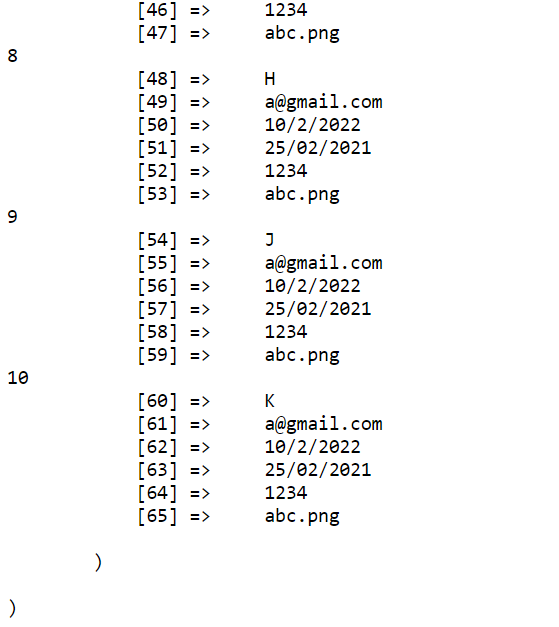 [46] => 1234
[47] => abc.png
8
[48] => H
[49] => a@gmail.com
[50] => 10/2/2022
[51] => 25/02/2021
[52] => 1234
[53] => abc.png
9
[54] => J
[55] => a@gmail.com
[56] => 10/2/2022
[57] => 25/02/2021
[58] => 1234
[59] => abc.png
10
[60] => K
[61] => a@gmail.com
[62] => 10/2/2022
[63] => 25/02/2021
[64] => 1234
[65] => abc.png
)
)